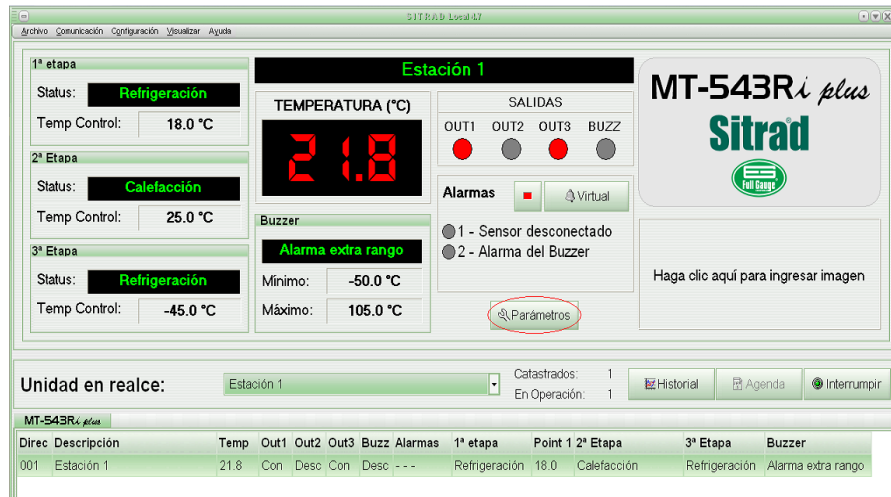 SITRAD Local 4.7
Archivo Comunicación Configuración Visualizar Ayuda
1ª etapa
Status: Refrigeración
Temp Control: 18.0 °C
2ª Etapa
Status: Calefacción
Temp Control: 25.0 °C
3ª Etapa
Status: Refrigeración
Temp Control: -45.0 °C
Estación 1
TEMPERATURA (°C)
21.8
SALIDAS
OUT1 OUT2 OUT3 BUZZ
Alarmas Virtual
1 - Sensor desconectado
2 - Alarma del Buzzer
Buzzer
Alarma extra rango
Mínimo: -50.0 °C
Máximo: 105.0 °C
Parámetros
MT-543Ri plus
Sitrad
Full Gauge
Haga clic aquí para ingresar imagen
Unidad en realce: Estación 1
Catastrados: 1
En Operación: 1
Historial Agenda Interrumpir
MT-543Ri plus
Direc Descripción Temp Out1 Out2 Out3 Buzz Alarmas 1ª etapa Point 1 2ª Etapa 3ª Etapa Buzzer
001 Estación 1 21.8 Con Desc Con Desc - - - Refrigeración 18.0 Calefacción Refrigeración Alarma extra rango